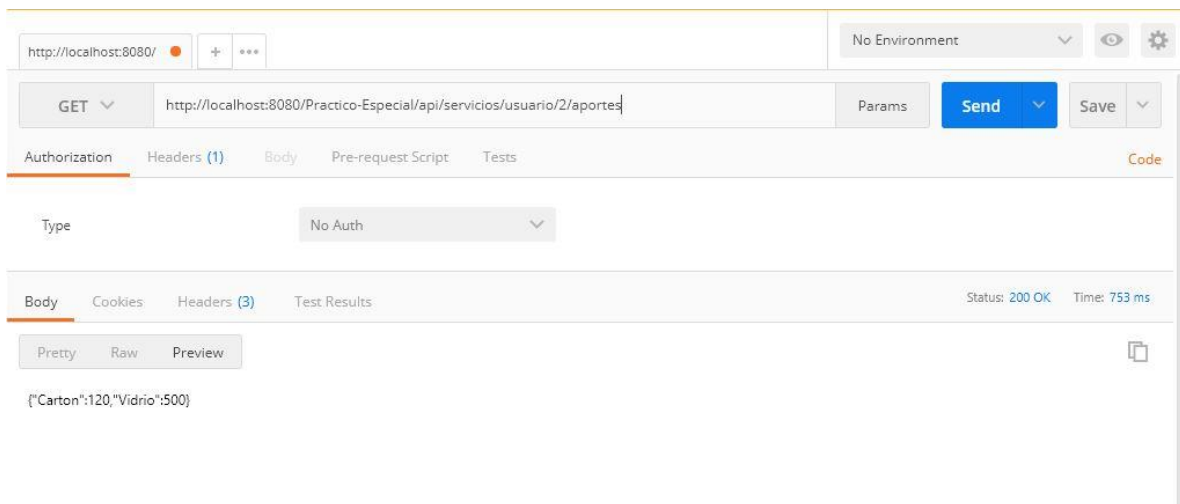 http://localhost:8080/
No Environment
GET http://localhost:8080/Practico-Especial/api/servicios/usuario/2/aportes Params Send Save
Authorization Headers (1) Body Pre-request Script Tests Code
Type No Auth
Body Cookies Headers (3) Test Results Status: 200 OK Time: 753 ms
Pretty Raw Preview
{"Carton":120,"Vidrio":500}